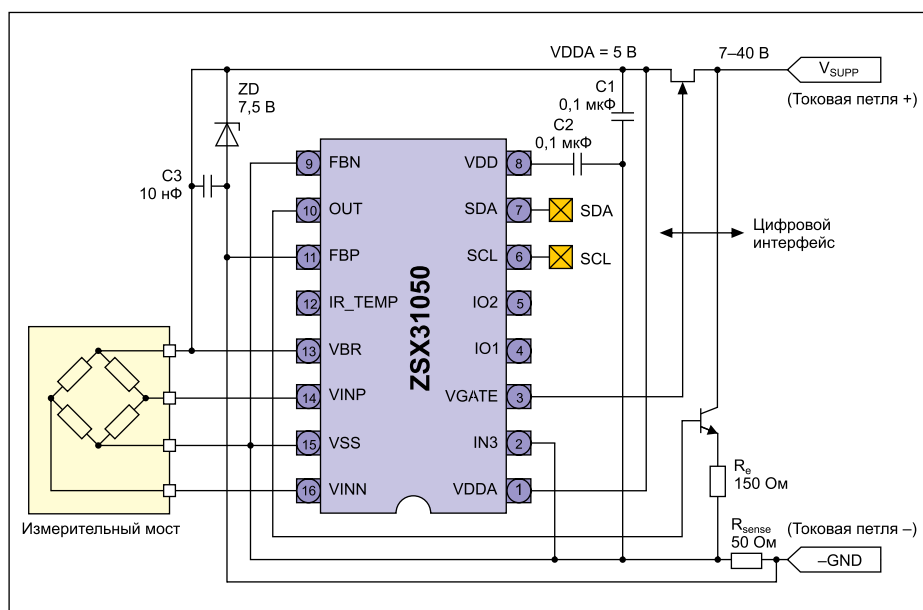 VDDA = 5 В
7–40 В
V_SUPP
(Токовая петля +)
ZD
7,5 В
C1
0,1 мкФ
C2
0,1 мкФ
C3
10 нФ
9 FBN
VDD 8
10 OUT
SDA 7
SDA
11 FBP
SCL 6
SCL
12 IR_TEMP
IO2 5
13 VBR
IO1 4
14 VINP
VGATE 3
15 VSS
IN3 2
16 VINN
VDDA 1
ZSX31050
Цифровой
интерфейс
R_e
150 Ом
R_sense
50 Ом
(Токовая петля –)
–GND
Измерительный мост